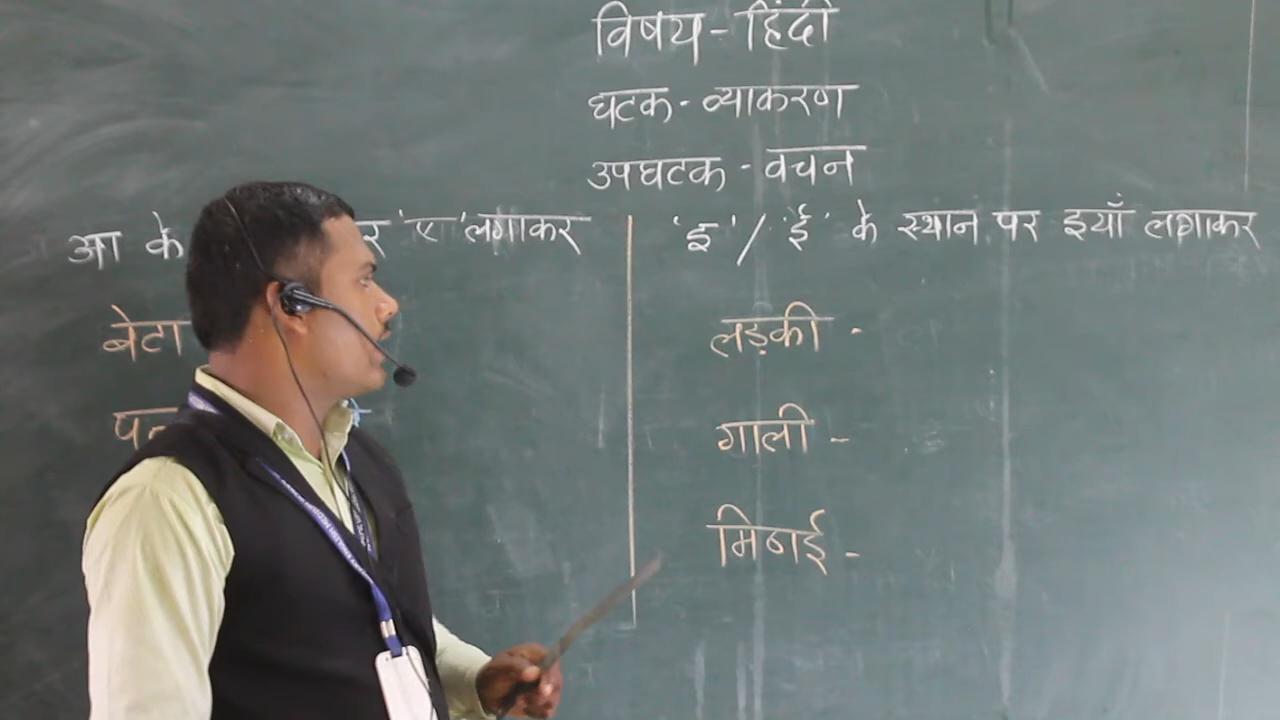 विषय - हिंदी
घटक - व्याकरण
उपघटक - वचन
आ के र 'ए' लगाकर
'इ' / 'ई' के स्थान पर इयाँ लगाकर
बेटा
लड़की -
गाली -
मिठाई -